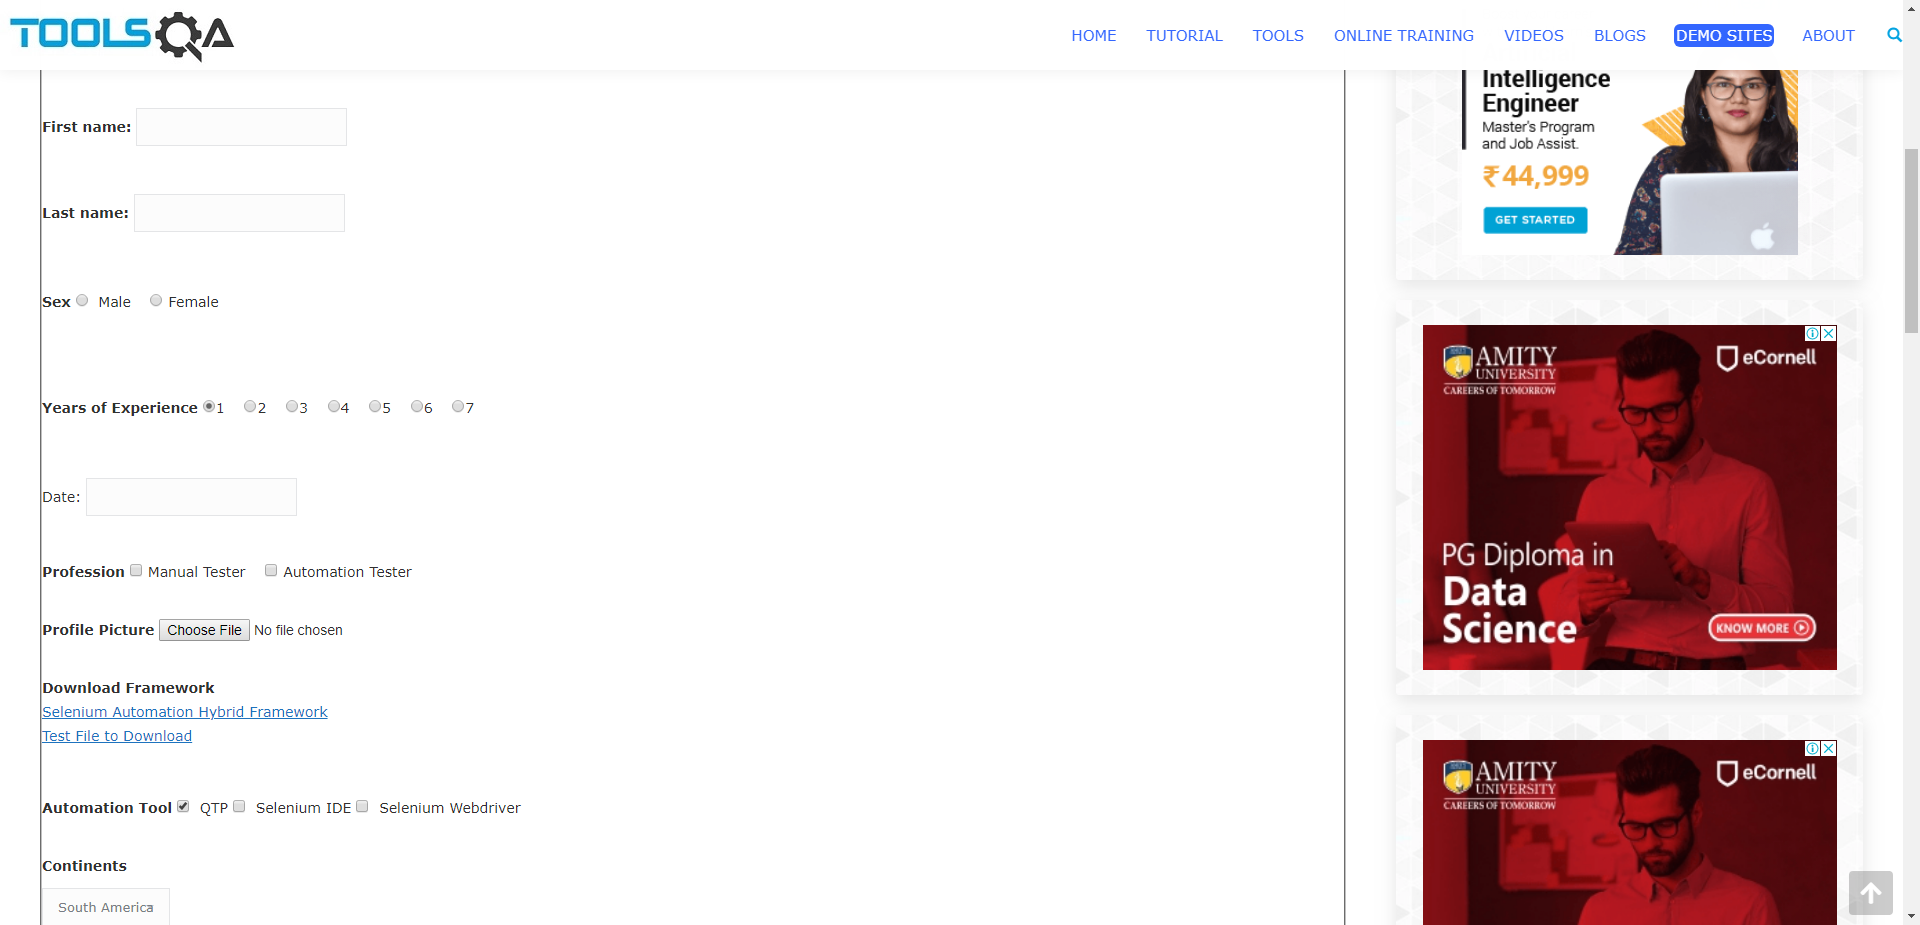 TOOLSQA
HOME TUTORIAL TOOLS ONLINE TRAINING VIDEOS BLOGS DEMO SITES ABOUT
First name:
Last name:
Sex Male Female
Years of Experience 1 2 3 4 5 6 7
Date:
Profession Manual Tester Automation Tester
Profile Picture Choose File No file chosen
Download Framework
Selenium Automation Hybrid Framework
Test File to Download
Automation Tool QTP Selenium IDE Selenium Webdriver
Continents
South America
Intelligence
Engineer
Master's Program
and Job Assist.
₹44,999
GET STARTED
AMITY
UNIVERSITY
CAREERS OF TOMORROW
eCornell
PG Diploma in
Data
Science
KNOW MORE
AMITY
UNIVERSITY
CAREERS OF TOMORROW
eCornell